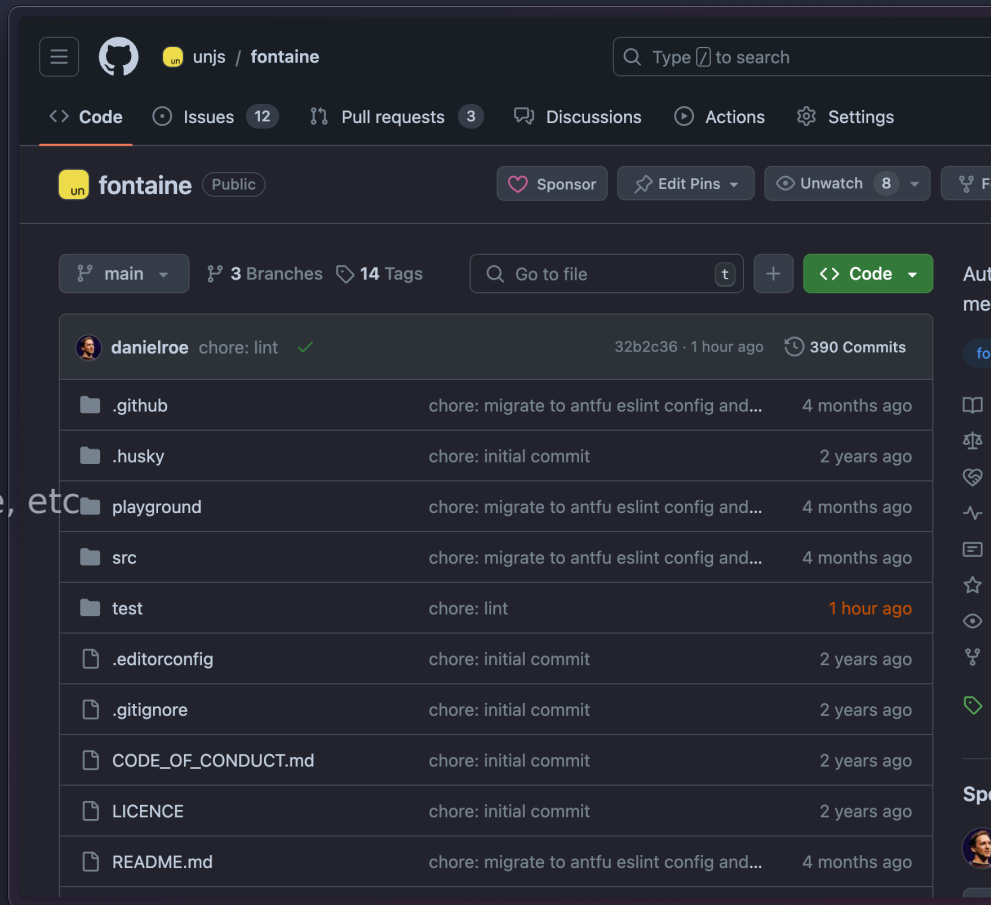 un unjs / fontaine
Type / to search
Code Issues 12 Pull requests 3 Discussions Actions Settings
un fontaine Public Sponsor Edit Pins Unwatch 8 F
main 3 Branches 14 Tags Go to file t + Code
Aut
me
danielroe chore: lint 32b2c36 · 1 hour ago 390 Commits
fo
.github chore: migrate to antfu eslint config and... 4 months ago
.husky chore: initial commit 2 years ago
e, etc
playground chore: migrate to antfu eslint config and... 4 months ago
src chore: migrate to antfu eslint config and... 4 months ago
test chore: lint 1 hour ago
.editorconfig chore: initial commit 2 years ago
.gitignore chore: initial commit 2 years ago
CODE_OF_CONDUCT.md chore: initial commit 2 years ago
Spo
LICENCE chore: initial commit 2 years ago
README.md chore: migrate to antfu eslint config and... 4 months ago